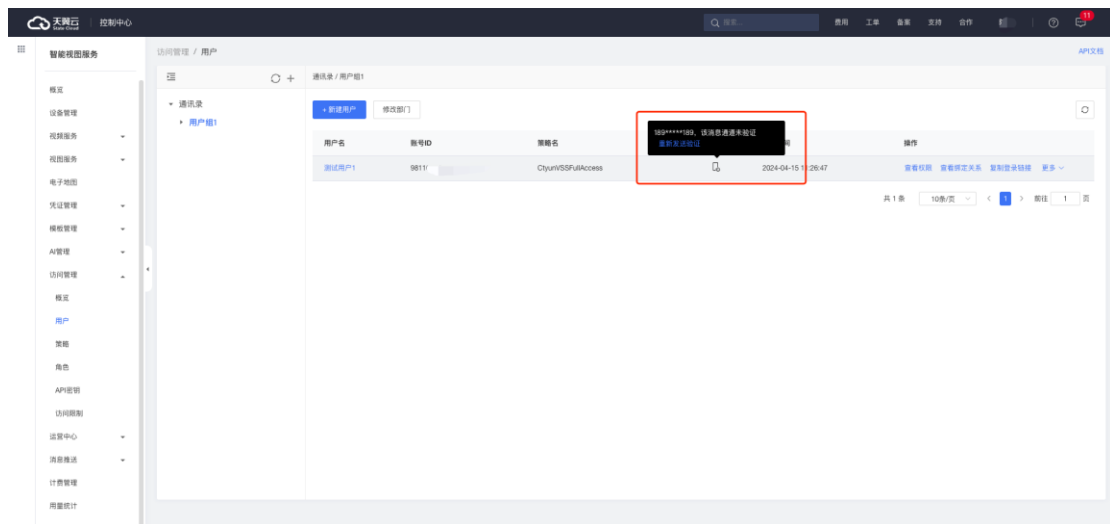 天翼云 控制中心 搜索... 费用 工单 备案 支持 合作 11
State Cloud
智能视图服务
访问管理 / 用户 API文档
概览
设备管理
视频服务
视图服务
电子地图
凭证管理
模板管理
AI管理
访问管理
概览
用户
策略
角色
API密钥
访问限制
运营中心
消息推送
计费管理
用量统计
通讯录
用户组1
通讯录 / 用户组1
+ 新建用户 修改部门
189*****189，该消息通道未验证
重新发送验证
用户名 账号ID 策略名 操作
测试用户1 9811 CtyunVSSFullAccess 2024-04-15 查看权限 查看绑定关系 复制登录链接 更多
共 1 条 10条/页 < 1 > 前往 1 页